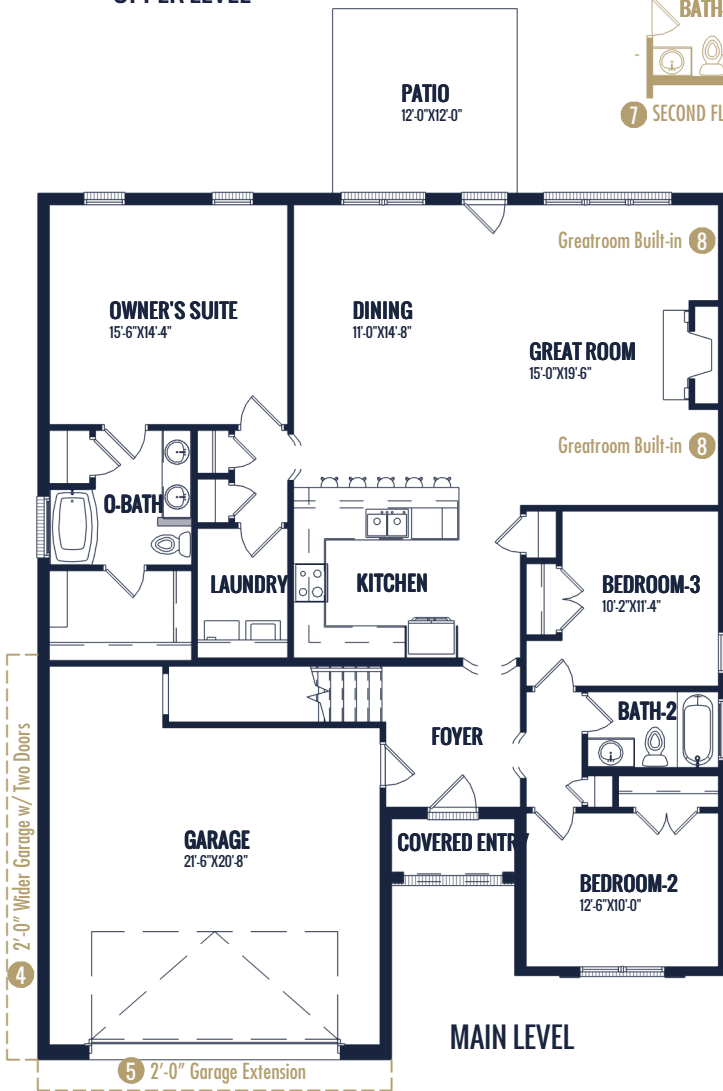 UPPER LEVEL
BATH-
7 SECOND FL
PATIO
12'-0"X12'-0"
Greatroom Built-in 8
OWNER'S SUITE
15'-6"X14'-4"
DINING
11'-0"X14'-8"
GREAT ROOM
15'-0"X19'-6"
Greatroom Built-in 8
O-BATH
LAUNDRY
KITCHEN
BEDROOM-3
10'-2"X11'-4"
BATH-2
FOYER
GARAGE
21'-6"X20'-8"
COVERED ENTRY
BEDROOM-2
12'-6"X10'-0"
4 2'-0" Wider Garage w/ Two Doors
MAIN LEVEL
5 2'-0" Garage Extension